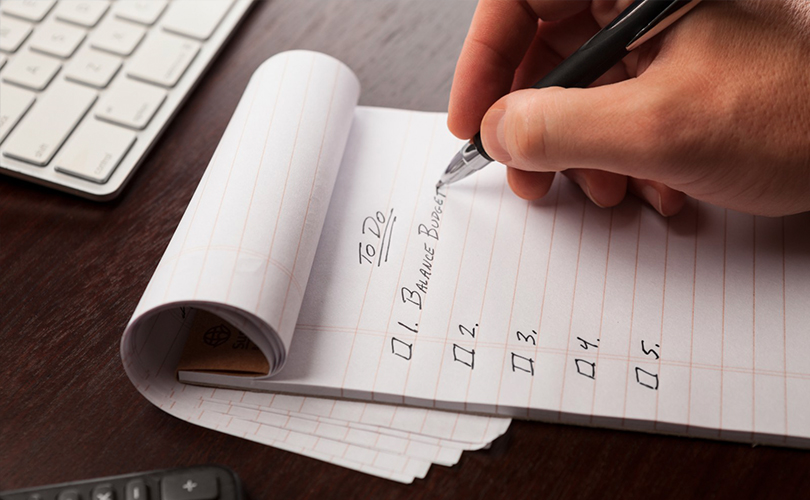 To Do
☐ 1. BALANCE BUDGET
☐ 2.
☐ 3.
☐ 4.
☐ 5.